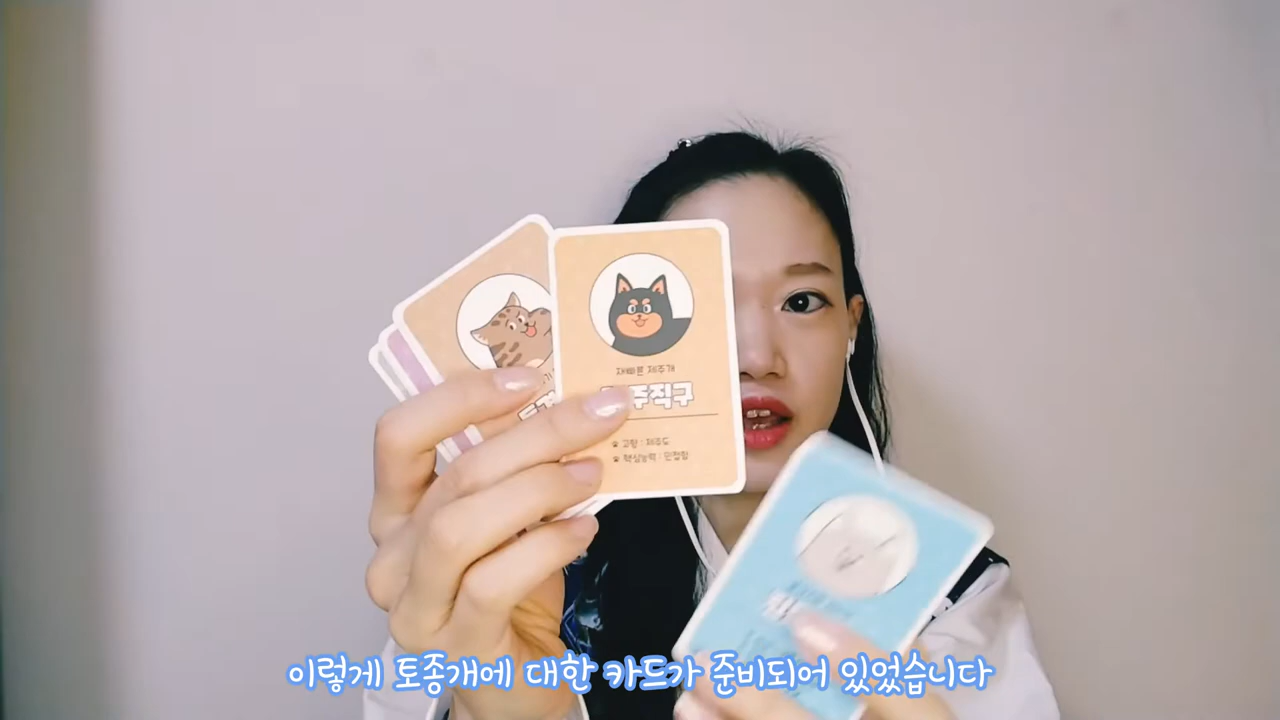 재빠른 제주개
주직구
고향 : 제주도
핵심능력 : 민첩함
이렇게 토종개에 대한 카드가 준비되어 있었습니다